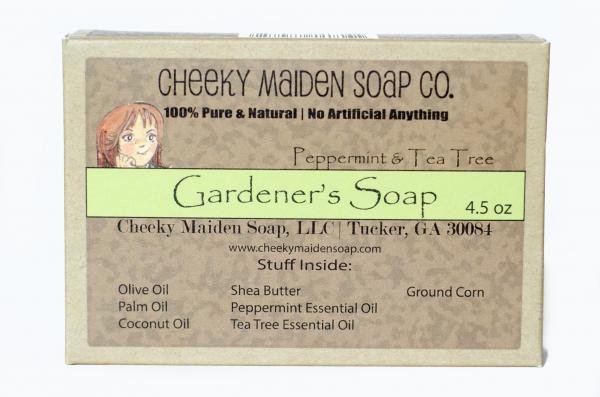 CHEEKY MAIDEN SOAP CO.
100% Pure & Natural | No Artificial Anything
Peppermint & Tea Tree
Gardener's Soap 4.5 oz
Cheeky Maiden Soap, LLC | Tucker, GA 30084
www.cheekymaidensoap.com
Stuff Inside:
Olive Oil Shea Butter Ground Corn
Palm Oil Peppermint Essential Oil
Coconut Oil Tea Tree Essential Oil